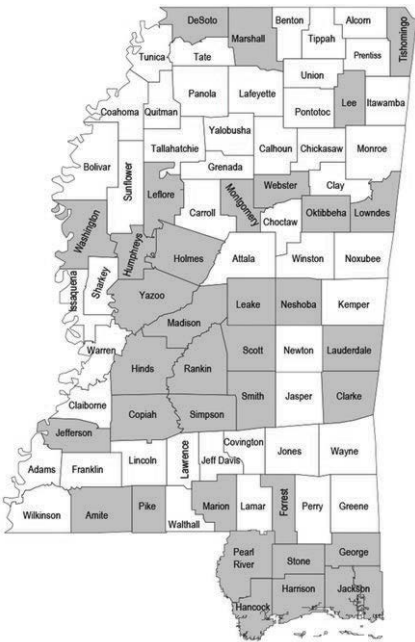 DeSoto
Benton
Alcorn
Tippah
Tishomingo
Marshall
Prentiss
Tunica
Tate
Union
Panola
Lafayette
Lee
Itawamba
Pontotoc
Coahoma
Quitman
Yalobusha
Tallahatchie
Calhoun
Chickasaw
Monroe
Bolivar
Sunflower
Grenada
Leflore
Webster
Clay
Montgomery
Carroll
Choctaw
Oktibbeha
Lowndes
Washington
Humphreys
Holmes
Attala
Winston
Noxubee
Issaquena
Sharkey
Yazoo
Leake
Neshoba
Kemper
Madison
Warren
Scott
Newton
Lauderdale
Hinds
Rankin
Smith
Jasper
Clarke
Claiborne
Copiah
Simpson
Jefferson
Covington
Lawrence
Jeff Davis
Jones
Wayne
Lincoln
Adams
Franklin
Wilkinson
Amite
Pike
Walthall
Marion
Lamar
Forrest
Perry
Greene
Pearl
River
Stone
George
Hancock
Harrison
Jackson